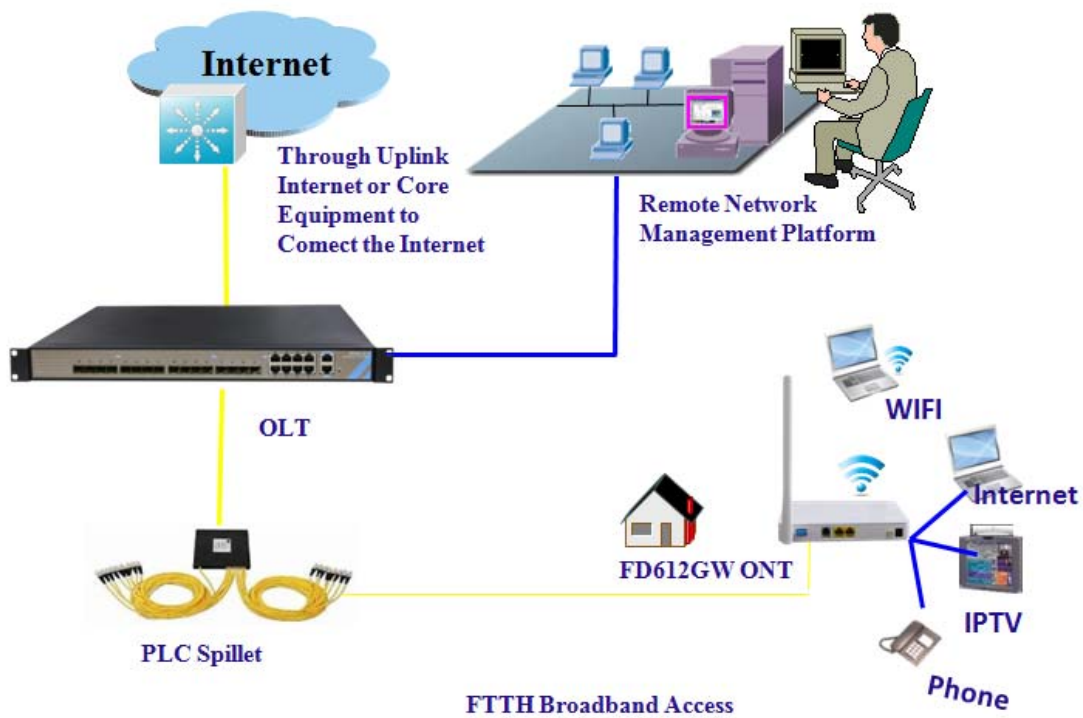 Internet
Through Uplink
Internet or Core
Equipment to
Comect the Internet
Remote Network
Management Platform
OLT
WIFI
Internet
FD612GW ONT
IPTV
PLC Spillet
Phone
FTTH Broadband Access